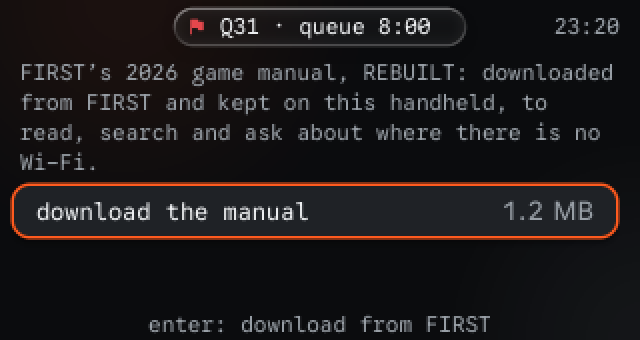 Q31 · queue 8:00
23:20
FIRST’s 2026 game manual, REBUILT: downloaded
from FIRST and kept on this handheld, to
read, search and ask about where there is no
Wi-Fi.
download the manual 1.2 MB
enter: download from FIRST